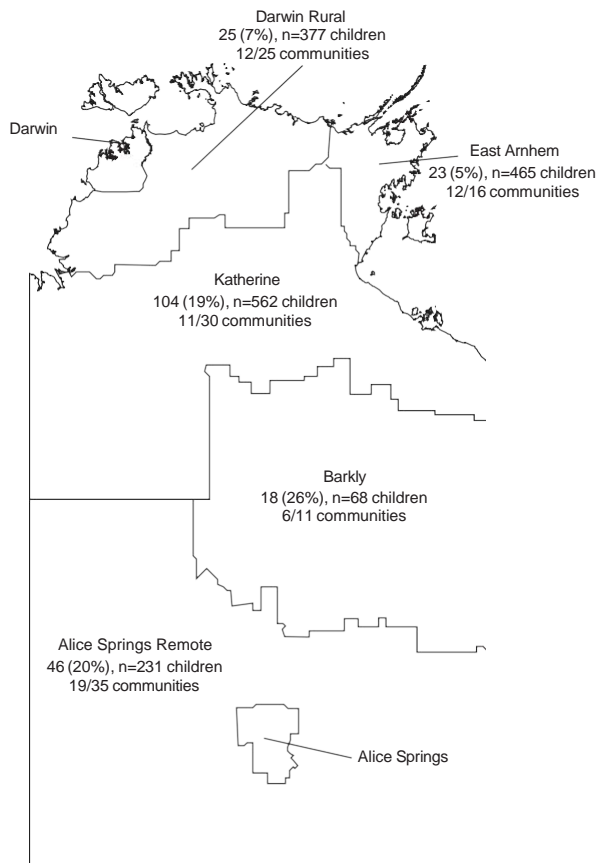 Darwin Rural
25 (7%), n=377 children
12/25 communities
Darwin
East Arnhem
23 (5%), n=465 children
12/16 communities
Katherine
104 (19%), n=562 children
11/30 communities
Barkly
18 (26%), n=68 children
6/11 communities
Alice Springs Remote
46 (20%), n=231 children
19/35 communities
Alice Springs